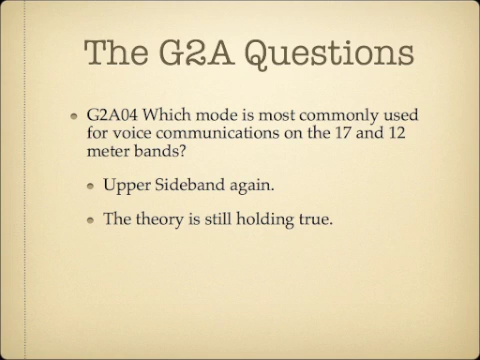 The G2A Questions
G2A04 Which mode is most commonly used
for voice communications on the 17 and 12
meter bands?
Upper Sideband again.
The theory is still holding true.